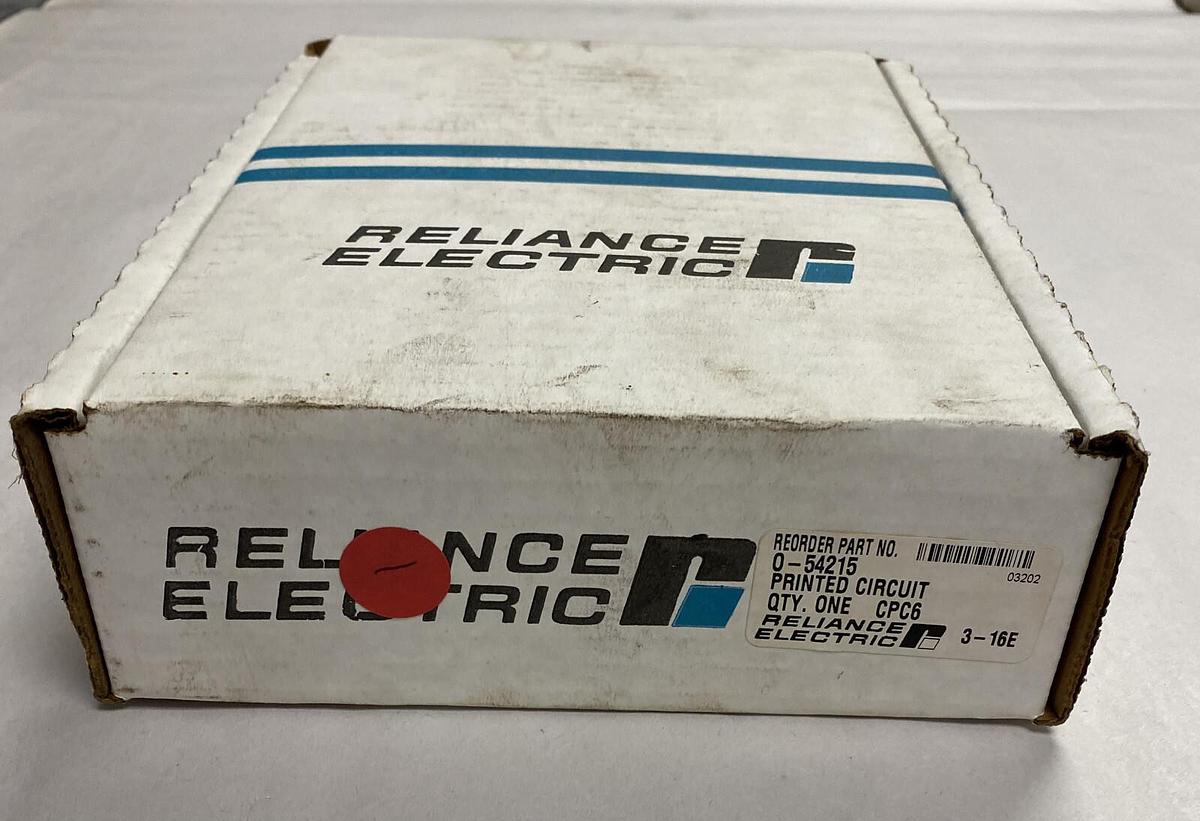 RELIANCE
ELECTRIC
RELIANCE
ELECTRIC
REORDER PART NO.
03202
0-54215
PRINTED CIRCUIT
QTY. ONE CPC6
RELIANCE
ELECTRIC
3-16E